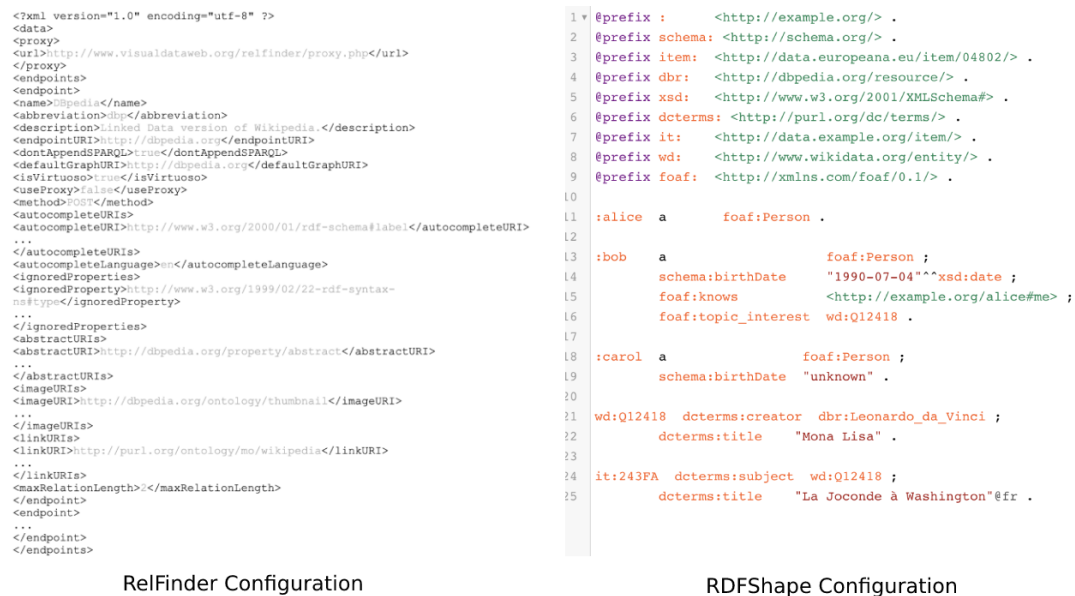 <?xml version="1.0" encoding="utf-8" ?>
<data>
<proxy>
<url>http://www.visualdataweb.org/relfinder/proxy.php</url>
</proxy>
<endpoints>
<endpoint>
<name>DBpedia</name>
<abbreviation>dbp</abbreviation>
<description>Linked Data version of Wikipedia.</description>
<endpointURI>http://dbpedia.org</endpointURI>
<dontAppendSPARQL>true</dontAppendSPARQL>
<defaultGraphURI>http://dbpedia.org</defaultGraphURI>
<isVirtuoso>true</isVirtuoso>
<useProxy>false</useProxy>
<method>POST</method>
<autocompleteURIs>
<autocompleteURI>http://www.w3.org/2000/01/rdf-schema#label</autocompleteURI>
...
</autocompleteURIs>
<autocompleteLanguage>en</autocompleteLanguage>
<ignoredProperties>
<ignoredProperty>http://www.w3.org/1999/02/22-rdf-syntax-
ns#type</ignoredProperty>
...
</ignoredProperties>
<abstractURIs>
<abstractURI>http://dbpedia.org/property/abstract</abstractURI>
...
</abstractURIs>
<imageURIs>
<imageURI>http://dbpedia.org/ontology/thumbnail</imageURI>
...
</imageURIs>
<linkURIs>
<linkURI>http://purl.org/ontology/mo/wikipedia</linkURI>
...
</linkURIs>
<maxRelationLength>2</maxRelationLength>
</endpoint>
<endpoint>
...
</endpoint>
</endpoints>
RelFinder Configuration
1 @prefix : <http://example.org/> .
2 @prefix schema: <http://schema.org/> .
3 @prefix item: <http://data.europeana.eu/item/04802/> .
4 @prefix dbr: <http://dbpedia.org/resource/> .
5 @prefix xsd: <http://www.w3.org/2001/XMLSchema#> .
6 @prefix dcterms: <http://purl.org/dc/terms/> .
7 @prefix it: <http://data.example.org/item/> .
8 @prefix wd: <http://www.wikidata.org/entity/> .
9 @prefix foaf: <http://xmlns.com/foaf/0.1/> .
10
11 :alice a foaf:Person .
12
13 :bob a foaf:Person ;
14 schema:birthDate "1990-07-04"^^xsd:date ;
15 foaf:knows <http://example.org/alice#me> ;
16 foaf:topic_interest wd:Q12418 .
17
18 :carol a foaf:Person ;
19 schema:birthDate "unknown" .
20
21 wd:Q12418 dcterms:creator dbr:Leonardo_da_Vinci ;
22 dcterms:title "Mona Lisa" .
23
24 it:243FA dcterms:subject wd:Q12418 ;
25 dcterms:title "La Joconde à Washington"@fr .
RDFShape Configuration